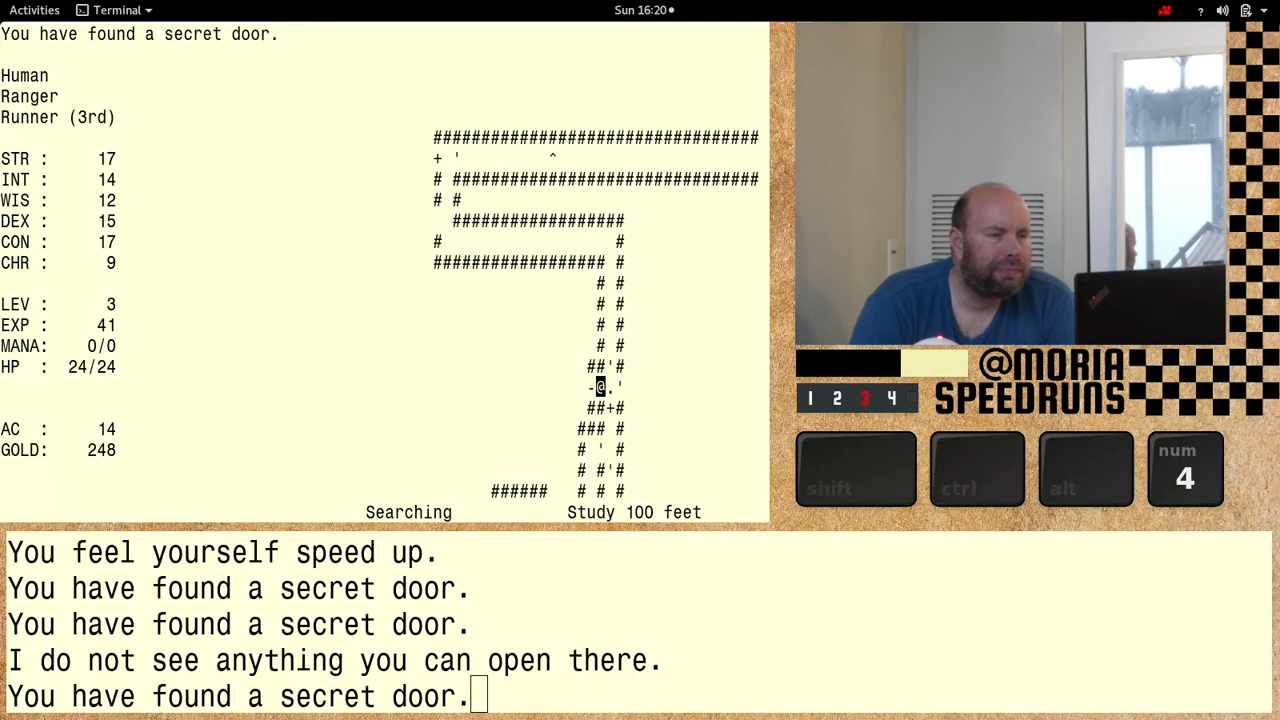 Activities Terminal Sun 16:20
You have found a secret door.
Human
Ranger
Runner (3rd)
STR : 17
INT : 14
WIS : 12
DEX : 15
CON : 17
CHR : 9
LEV : 3
EXP : 41
MANA: 0/0
HP : 24/24
AC : 14
GOLD: 248
##################################
+ ' ^
# ################################
# #
##################
# #
################## #
# #
# #
# #
# #
##'#
-@.'
##+#
### #
# '
# #'#
###### # # #
Searching Study 100 feet
@MORIA
SPEEDRUNS
1 2 3 4
shift ctrl alt num
4
You feel yourself speed up.
You have found a secret door.
You have found a secret door.
I do not see anything you can open there.
You have found a secret door.